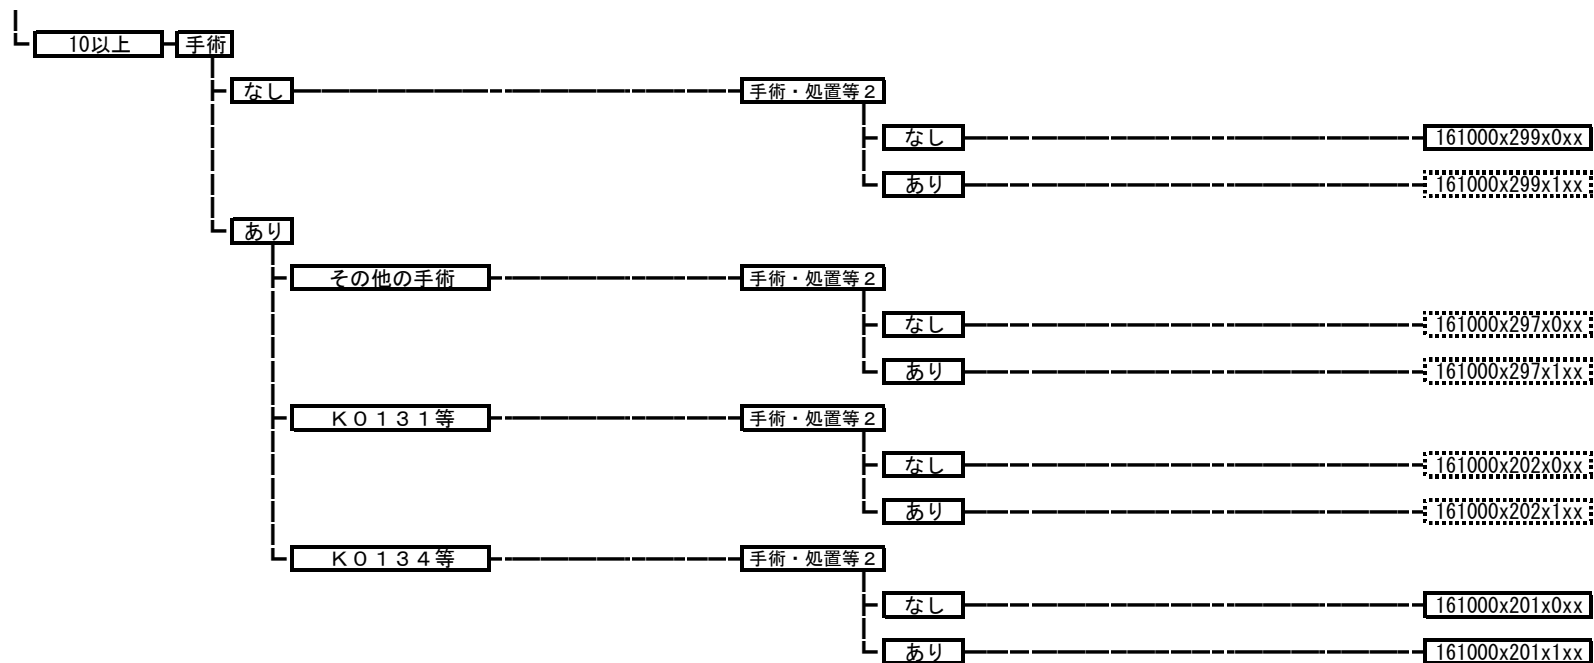 10以上 手術
なし 手術・処置等２
なし 161000x299x0xx
あり 161000x299x1xx
あり
その他の手術 手術・処置等２
なし 161000x297x0xx
あり 161000x297x1xx
Ｋ０１３１等 手術・処置等２
なし 161000x202x0xx
あり 161000x202x1xx
Ｋ０１３４等 手術・処置等２
なし 161000x201x0xx
あり 161000x201x1xx